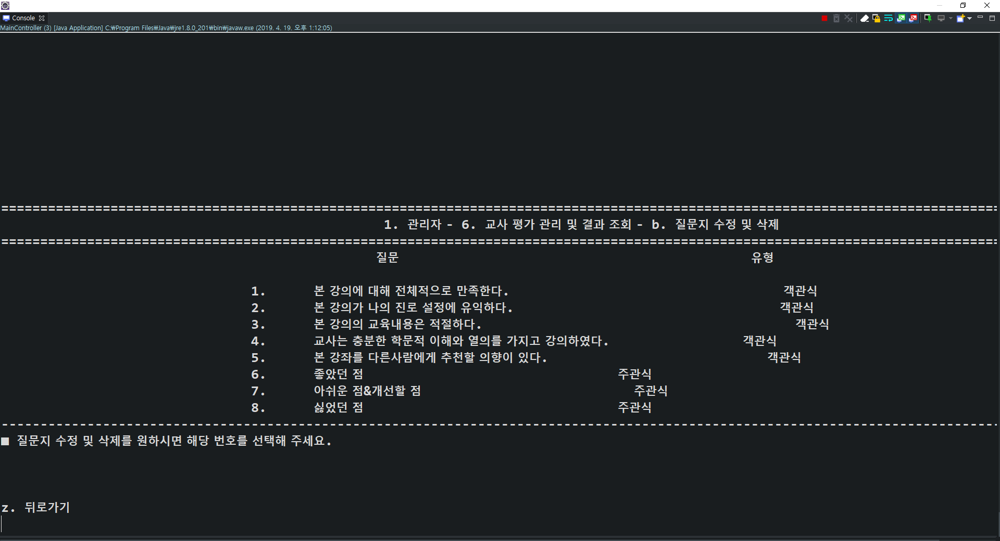 Console
MainController (3) [Java Application] C:￦Program Files￦Java￦jre1.8.0_201￦bin￦javaw.exe (2019. 4. 19. 오후 1:12:05)
================================================================================================================================
1. 관리자 - 6. 교사 평가 관리 및 결과 조회 - b. 질문지 수정 및 삭제
================================================================================================================================
질문 유형
1. 본 강의에 대해 전체적으로 만족한다. 객관식
2. 본 강의가 나의 진로 설정에 유익하다. 객관식
3. 본 강의의 교육내용은 적절하다. 객관식
4. 교사는 충분한 학문적 이해와 열의를 가지고 강의하였다. 객관식
5. 본 강좌를 다른사람에게 추천할 의향이 있다. 객관식
6. 좋았던 점 주관식
7. 아쉬운 점&개선할 점 주관식
8. 싫었던 점 주관식
--------------------------------------------------------------------------------------------------------------------------------
■ 질문지 수정 및 삭제를 원하시면 해당 번호를 선택해 주세요.
z. 뒤로가기